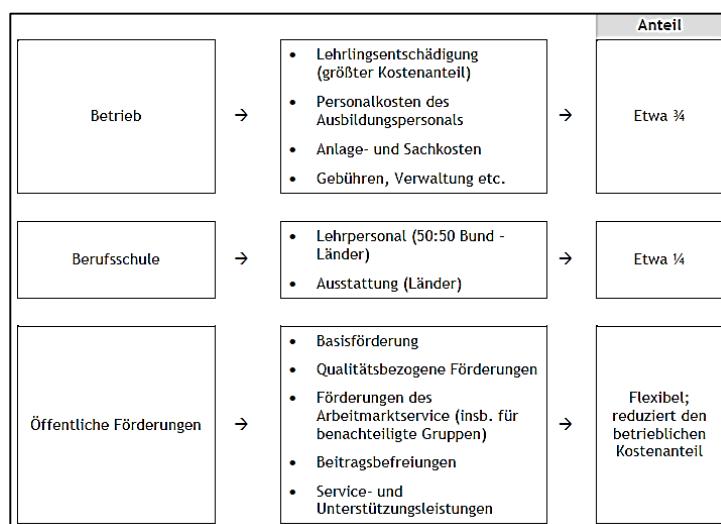 Anteil
Betrieb
→
• Lehrlingsentschädigung
(größter Kostenanteil)
• Personalkosten des
Ausbildungspersonals
• Anlage- und Sachkosten
• Gebühren, Verwaltung etc.
→
Etwa ¾
Berufsschule
→
• Lehrpersonal (50:50 Bund -
Länder)
• Ausstattung (Länder)
→
Etwa ¼
Öffentliche Förderungen
→
• Basisförderung
• Qualitätsbezogene Förderungen
• Förderungen des
Arbeitmarktservice (insb. für
benachteiligte Gruppen)
• Beitragsbefreiungen
• Service- und
Unterstützungsleistungen
→
Flexibel;
reduziert den
betrieblichen
Kostenanteil